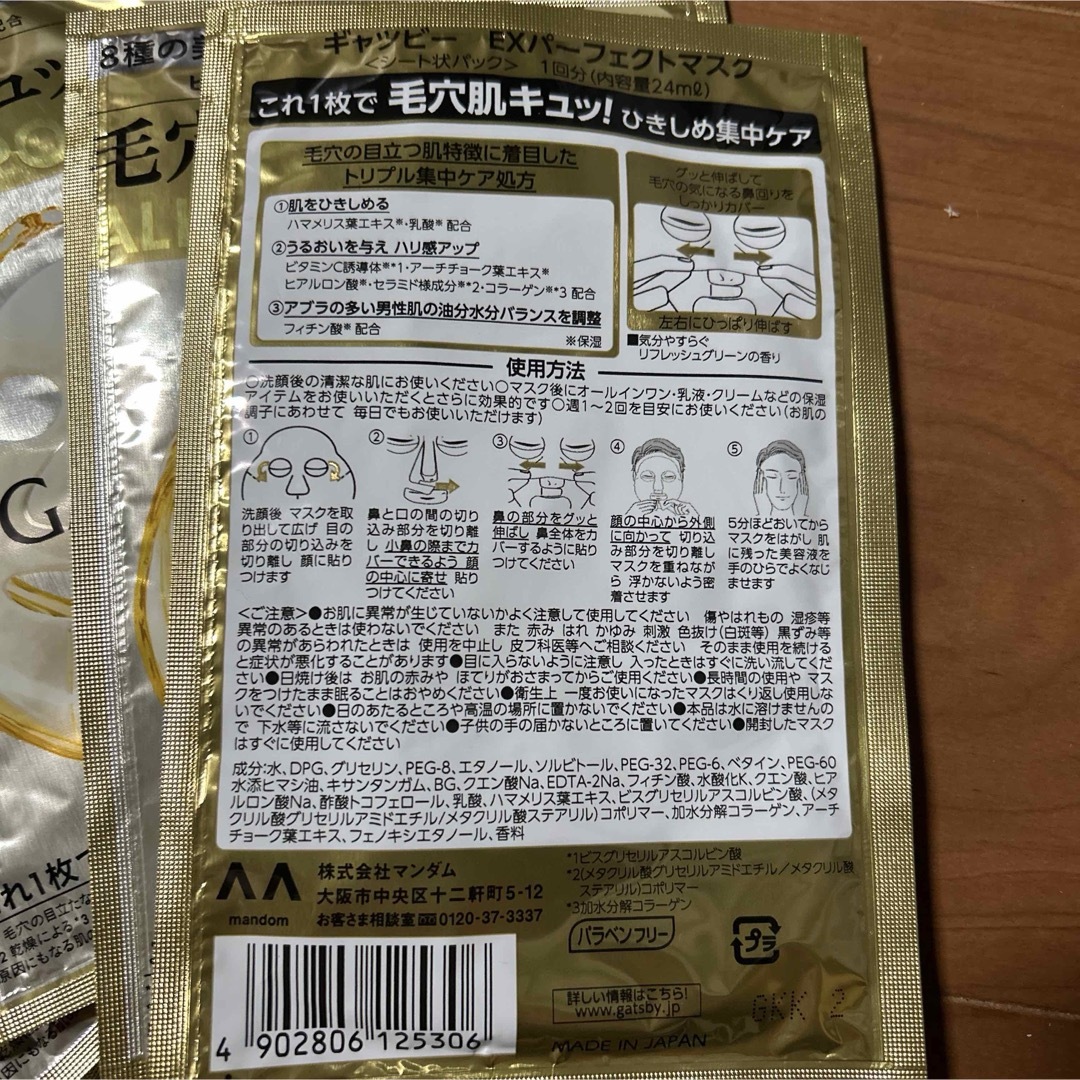 ギャツビー EXパーフェクトマスク
<シート状パック> 1回分(内容量24mℓ)
これ1枚で 毛穴肌キュッ! ひきしめ集中ケア
毛穴の目立つ肌特徴に着目した
トリプル集中ケア処方
①肌をひきしめる
ハマメリス葉エキス※・乳酸※ 配合
②うるおいを与え ハリ感アップ
ビタミンC誘導体※*1・アーチチョーク葉エキス※
ヒアルロン酸※・セラミド様成分※*2・コラーゲン※*3 配合
③アブラの多い男性肌の油分水分バランスを調整
フィチン酸※ 配合
※保湿
グッと伸ばして
毛穴の気になる鼻回りを
しっかりカバー
左右にひっぱり伸ばす
■気分やすらぐ
リフレッシュグリーンの香り
使用方法
○洗顔後の清潔な肌にお使いください○マスク後にオールインワン・乳液・クリームなどの保湿
アイテムをお使いいただくとさらに効果的です○週1〜2回を目安にお使いください(お肌の
調子にあわせて 毎日でもお使いいただけます)
①
洗顔後 マスクを取
り出して広げ 目の
部分の切り込みを
切り離し 顔に貼り
つけます
②
鼻と口の間の切り
込み部分を切り離
し 小鼻の際までカ
バーできるよう 顔
の中心に寄せ 貼り
つけてください
③
鼻の部分をグッと
伸ばし 鼻全体をカ
バーするように貼り
つけてください
④
顔の中心から外側
に向かって 切り込
み部分を切り離し
マスクを重ねなが
ら 浮かないよう密
着させます
⑤
5分ほどおいてから
マスクをはがし 肌
に残った美容液を
手のひらでよくなじ
ませます
<ご注意>●お肌に異常が生じていないかよく注意して使用してください 傷やはれもの 湿疹等
異常のあるときは使わないでください また 赤み はれ かゆみ 刺激 色抜け(白斑等) 黒ずみ等
の異常があらわれたときは 使用を中止し 皮フ科医等へご相談ください そのまま使用を続ける
と症状が悪化することがあります●目に入らないように注意し 入ったときはすぐに洗い流してくだ
さい●日焼け後は お肌の赤みや ほてりがおさまってからご使用ください●長時間の使用や マス
クをつけたまま眠ることはおやめください●衛生上 一度お使いになったマスクはくり返し使用しな
いでください●日のあたるところや高温の場所に置かないでください●本品は水に溶けませんの
で 下水等に流さないでください●子供の手の届かないところに置いてください●開封したマスク
はすぐに使用してください
成分:水、DPG、グリセリン、PEG-8、エタノール、ソルビトール、PEG-32、PEG-6、ベタイン、PEG-60
水添ヒマシ油、キサンタンガム、BG、クエン酸Na、EDTA-2Na、フィチン酸、水酸化K、クエン酸、ヒア
ルロン酸Na、酢酸トコフェロール、乳酸、ハマメリス葉エキス、ビスグリセリルアスコルビン酸、(メタ
クリル酸グリセリルアミドエチル/メタクリル酸ステアリル)コポリマー、加水分解コラーゲン、アーチ
チョーク葉エキス、フェノキシエタノール、香料
*1ビスグリセリルアスコルビン酸
*2(メタクリル酸グリセリルアミドエチル/メタクリル酸
ステアリル)コポリマー
*3加水分解コラーゲン
mandom
株式会社マンダム
大阪市中央区十二軒町5-12
お客さま相談室 0120-37-3337
パラベンフリー
プラ
詳しい情報はこちら!
www.gatsby.jp
MADE IN JAPAN
GKK 2
4 902806 125306
8種の美
毛穴
配合
れ1枚
毛穴の目立たな
*2 乾燥による*3
原因にもなる肌の